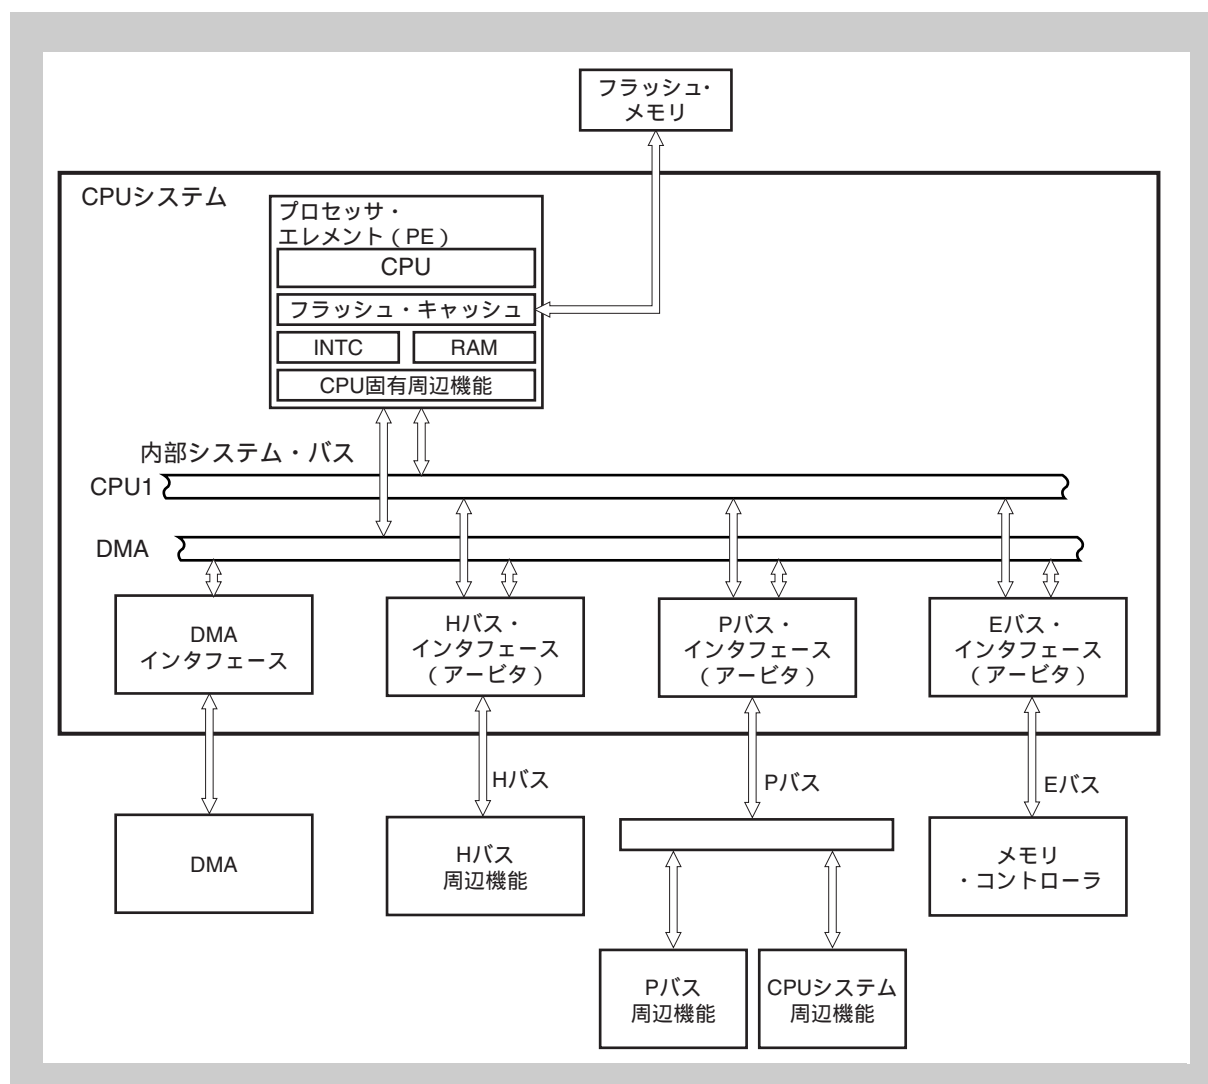 フラッシュ・
メモリ
CPUシステム
プロセッサ・
エレメント（PE）
CPU
フラッシュ・キャッシュ
INTC
RAM
CPU固有周辺機能
内部システム・バス
CPU1
DMA
DMA
インタフェース
Hバス・
インタフェース
（アービタ）
Pバス・
インタフェース
（アービタ）
Eバス・
インタフェース
（アービタ）
Hバス
Pバス
Eバス
DMA
Hバス
周辺機能
メモリ
・コントローラ
Pバス
周辺機能
CPUシステム
周辺機能